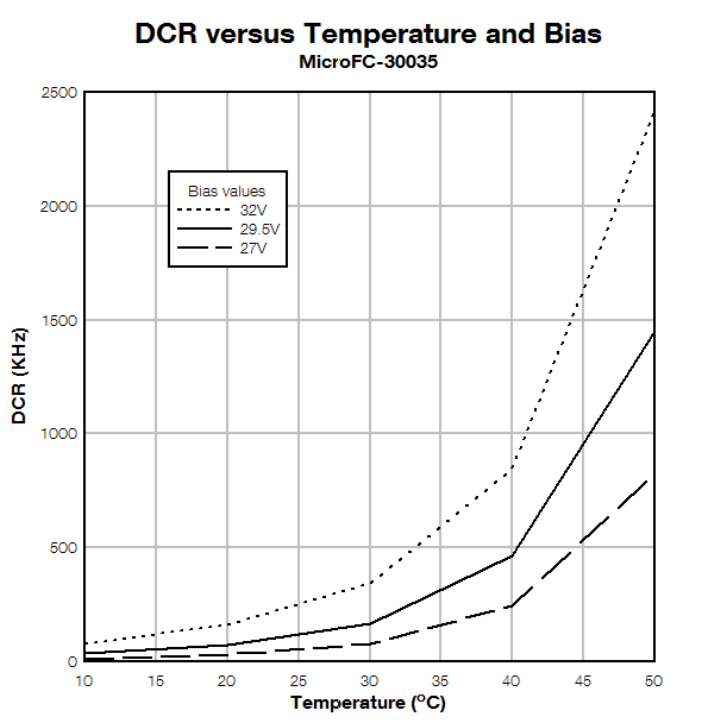 DCR versus Temperature and Bias
MicroFC-30035
2500
2000
1500
1000
500
0
DCR (KHz)
Bias values
32V
29.5V
27V
10 15 20 25 30 35 40 45 50
Temperature (°C)